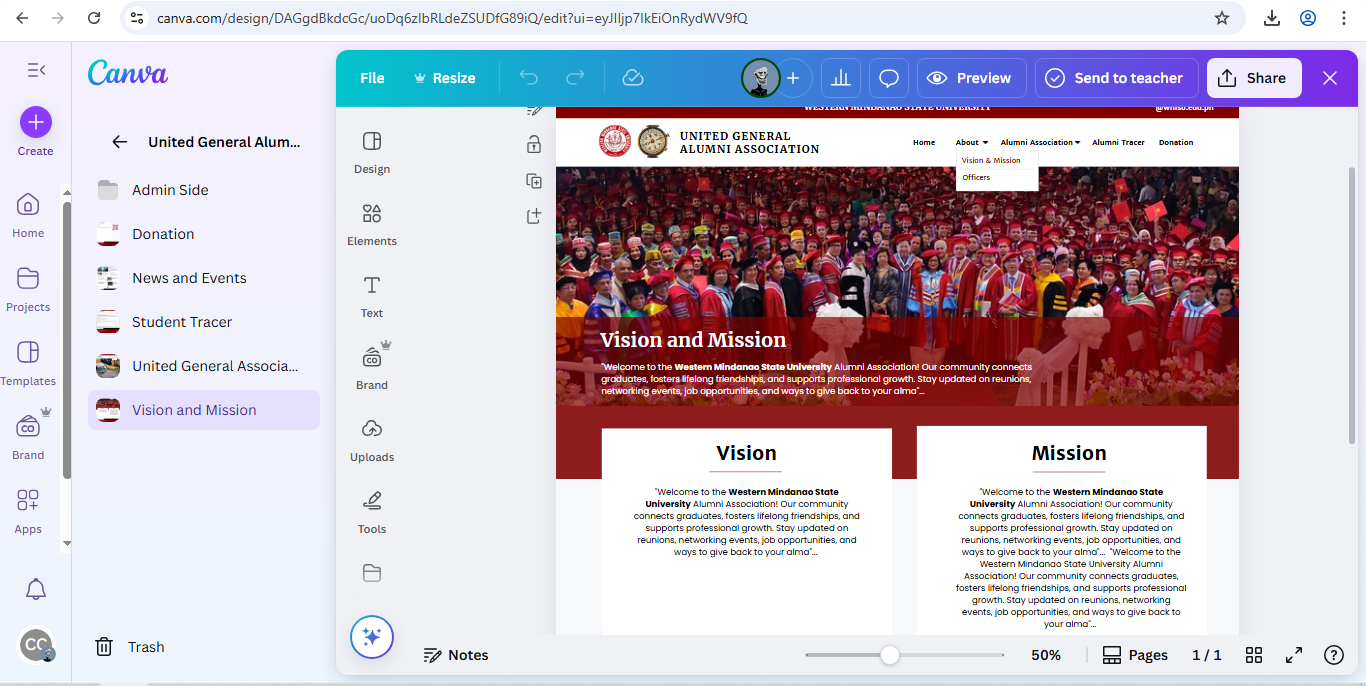 canva.com/design/DAGgdBkdcGc/uoDq6zIbRLdeZSUDfG89iQ/edit?ui=eyJIIjp7IkEiOnRydWV9fQ
Canva
File
Resize
Preview
Send to teacher
Share
Create
Home
Projects
Templates
Brand
Apps
CC
United General Alum...
Admin Side
Donation
News and Events
Student Tracer
United General Associa...
Vision and Mission
Trash
Design
Elements
Text
Brand
Uploads
Tools
WESTERN MINDANAO STATE UNIVERSITY
@wmsu.edu.ph
UNITED GENERAL
ALUMNI ASSOCIATION
Home
About
Alumni Association
Alumni Tracer
Donation
Vision & Mission
Officers
Vision and Mission
"Welcome to the Western Mindanao State University Alumni Association! Our community connects
graduates, fosters lifelong friendships, and supports professional growth. Stay updated on reunions,
networking events, job opportunities, and ways to give back to your alma"...
Vision
"Welcome to the Western Mindanao State
University Alumni Association! Our community
connects graduates, fosters lifelong friendships, and
supports professional growth. Stay updated on
reunions, networking events, job opportunities, and
ways to give back to your alma"...
Mission
"Welcome to the Western Mindanao State
University Alumni Association! Our community
connects graduates, fosters lifelong friendships, and
supports professional growth. Stay updated on
reunions, networking events, job opportunities, and
ways to give back to your alma"... "Welcome to the
Western Mindanao State University Alumni
Association! Our community connects graduates,
fosters lifelong friendships, and supports professional
growth. Stay updated on reunions, networking
events, job opportunities, and ways to give back to
your alma"...
Notes
50%
Pages
1 / 1